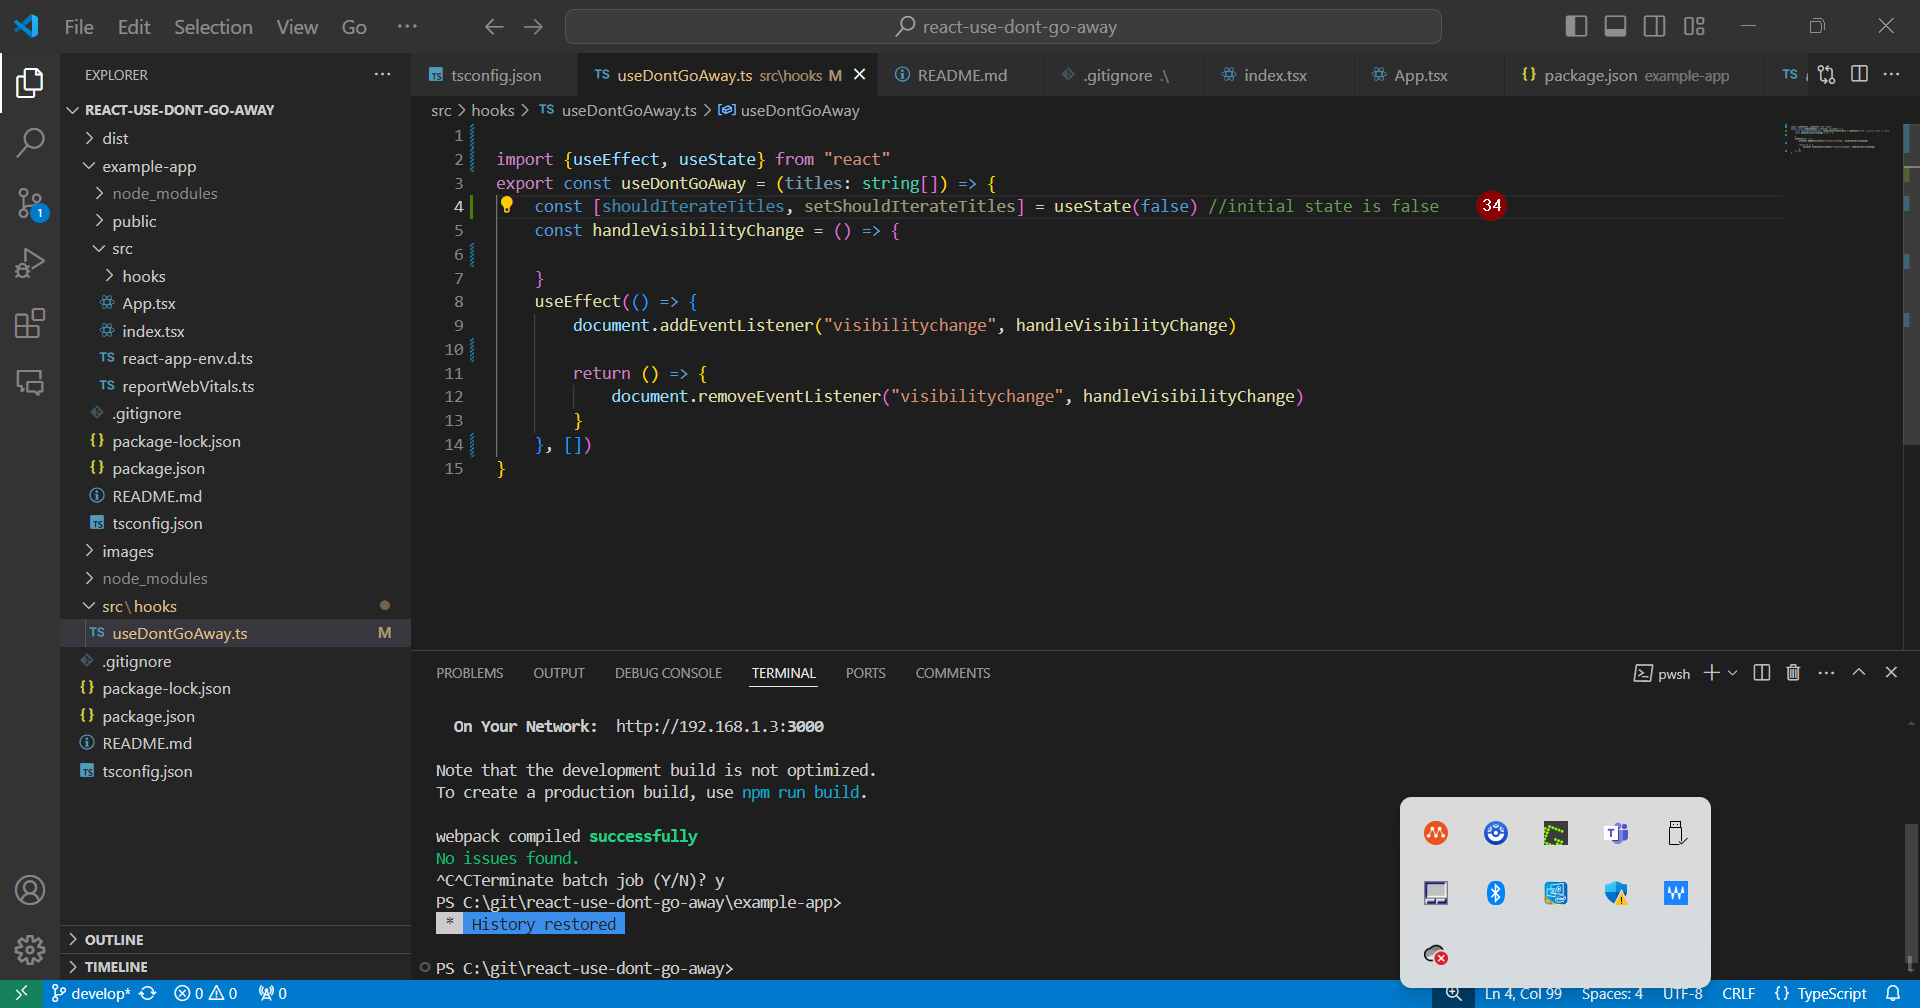 File Edit Selection View Go ··· react-use-dont-go-away
EXPLORER
REACT-USE-DONT-GO-AWAY
dist
example-app
node_modules
public
src
hooks
App.tsx
index.tsx
TS react-app-env.d.ts
TS reportWebVitals.ts
.gitignore
{} package-lock.json
{} package.json
README.md
TS tsconfig.json
images
node_modules
src\hooks
TS useDontGoAway.ts M
.gitignore
{} package-lock.json
{} package.json
README.md
TS tsconfig.json
OUTLINE
TIMELINE
1
TS tsconfig.json TS useDontGoAway.ts src\hooks M README.md .gitignore .\ index.tsx App.tsx {} package.json example-app TS
src > hooks > TS useDontGoAway.ts > useDontGoAway
1
2 import {useEffect, useState} from "react"
3 export const useDontGoAway = (titles: string[]) => {
4 const [shouldIterateTitles, setShouldIterateTitles] = useState(false) //initial state is false 34
5 const handleVisibilityChange = () => {
6
7 }
8 useEffect(() => {
9 document.addEventListener("visibilitychange", handleVisibilityChange)
10
11 return () => {
12 document.removeEventListener("visibilitychange", handleVisibilityChange)
13 }
14 }, [])
15 }
PROBLEMS OUTPUT DEBUG CONSOLE TERMINAL PORTS COMMENTS pwsh
On Your Network: http://192.168.1.3:3000
Note that the development build is not optimized.
To create a production build, use npm run build.
webpack compiled successfully
No issues found.
^C^CTerminate batch job (Y/N)? y
PS C:\git\react-use-dont-go-away\example-app>
* History restored
PS C:\git\react-use-dont-go-away>
develop* 0 0 0 Ln 4, Col 99 Spaces: 4 UTF-8 CRLF {} TypeScript